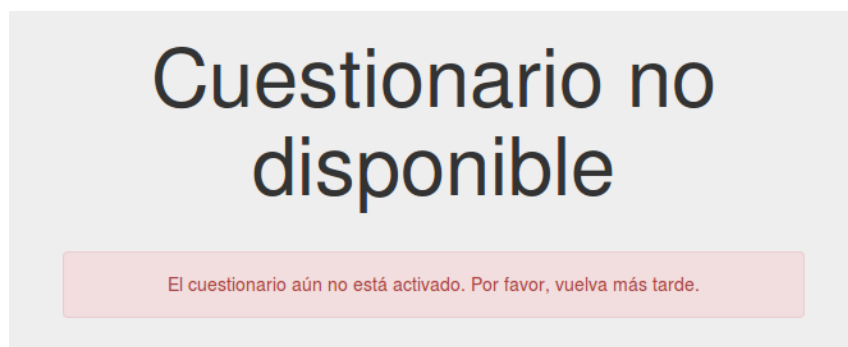 Cuestionario no
disponible
El cuestionario aún no está activado. Por favor, vuelva más tarde.